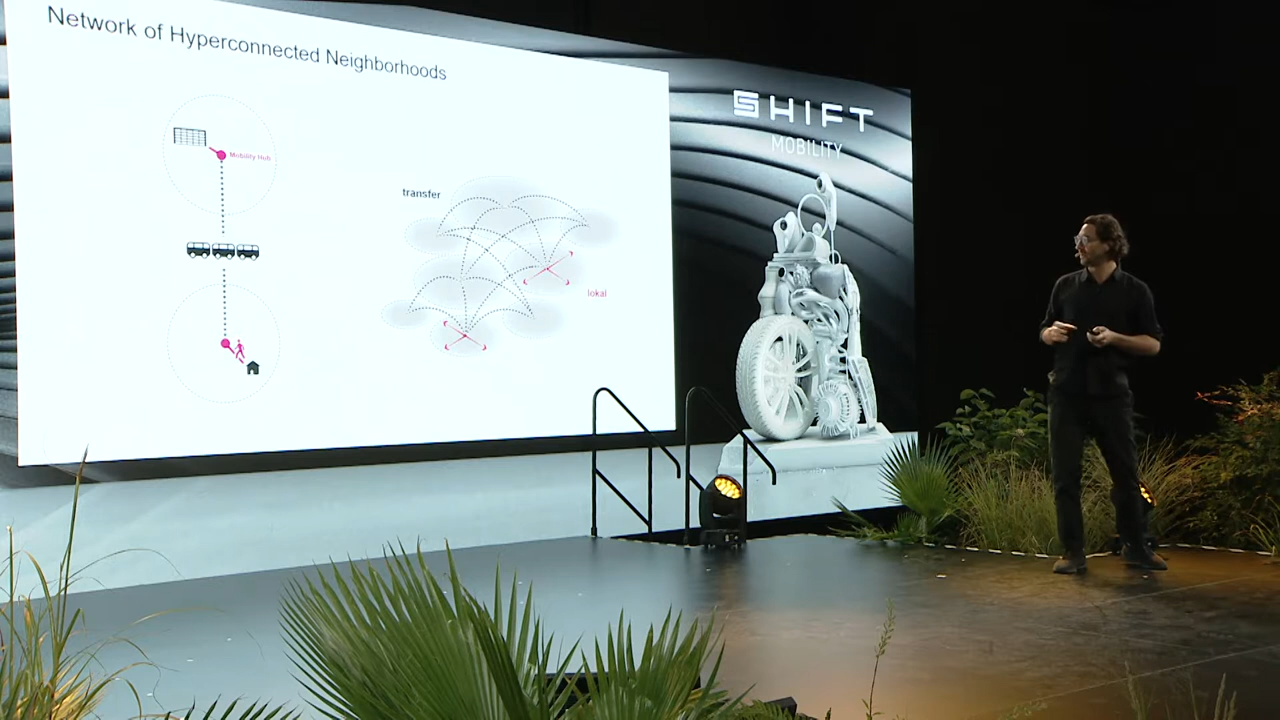 Network of Hyperconnected Neighborhoods
Mobility Hub
transfer
lokal
SHIFT
MOBILITY